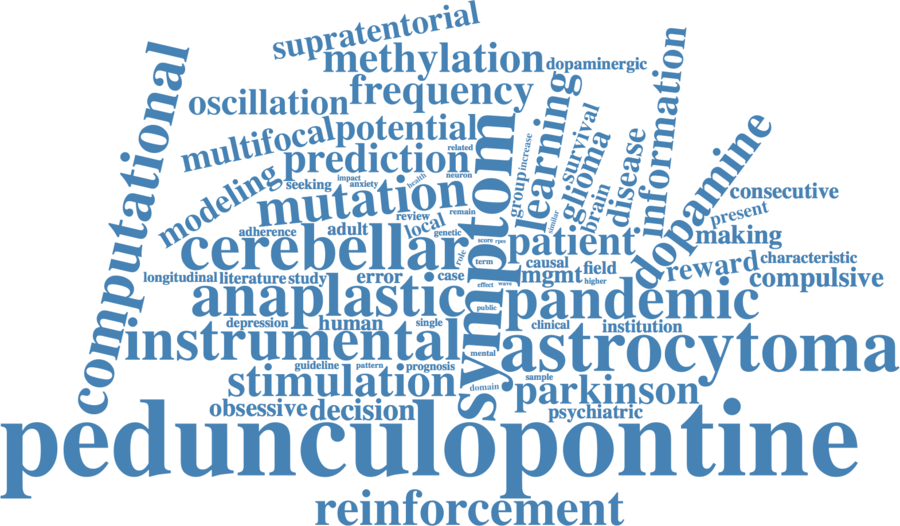 supratentorial
methylation
dopaminergic
oscillation
frequency
computational
multifocal
potential
related
learning
information
prediction
increase
survival
seeking
impact
anxiety
health
neuron
group
glioma
disease
dopamine
modeling
mutation
symptom
similar
brain
consecutive
adherence
adult
review
local
remain
genetic
present
cerebellar
role
score
rpes
patient
making
longitudinal
literature
study
error
case
term
causal
mgmt
field
higher
reward
characteristic
compulsive
anaplastic
effect
wave
public
pandemic
depression
human
single
clinical
institution
instrumental
mental
astrocytoma
guideline
pattern
prognosis
stimulation
domain
sample
parkinson
obsessive
decision
psychiatric
pedunculopontine
reinforcement